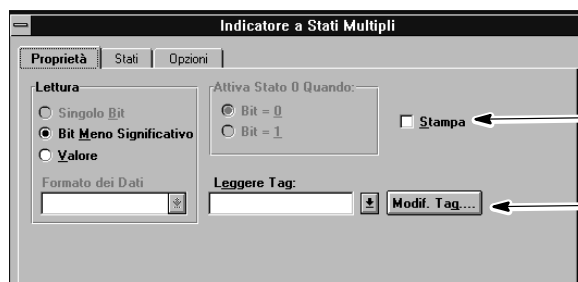 Indicatore a Stati Multipli
Proprietà Stati Opzioni
Lettura
Singolo Bit
Bit Meno Significativo
Valore
Formato dei Dati
Attiva Stato 0 Quando:
Bit = 0
Bit = 1
Stampa
Leggere Tag:
Modif. Tag....